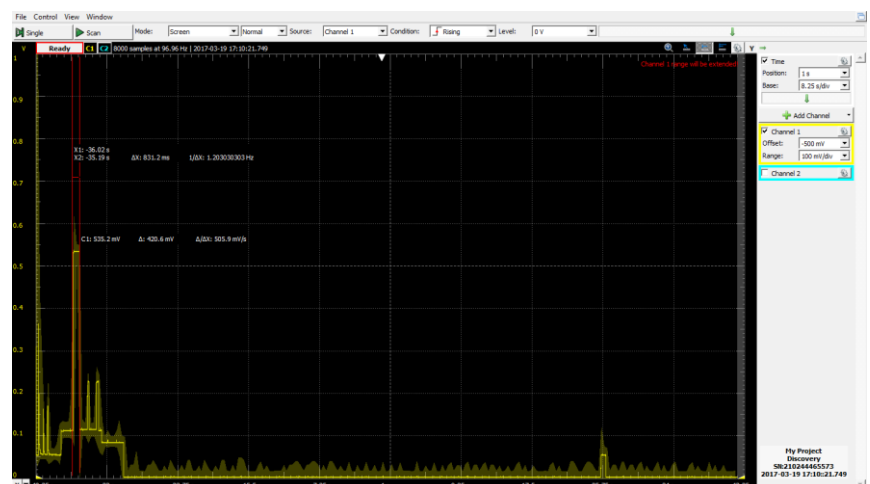 File Control View Window
Single Scan Mode: Screen Normal Source: Channel 1 Condition: Rising Level: 0 V
Y Ready C1 C2 8000 samples at 96.96 Hz | 2017-03-19 17:10:21.749 Y
Channel 1 range will be extended
1
0.9
0.8
0.7
0.6
0.5
0.4
0.3
0.2
0.1
0
X1: -36.02 s
X2: -35.19 s ΔX: 831.2 ms 1/ΔX: 1.203030303 Hz
C1: 535.2 mV Δ: 420.6 mV Δ/ΔX: 505.9 mV/s
Time
Position: 1 s
Base: 8.25 s/div
Add Channel
Channel 1
Offset: -500 mV
Range: 100 mV/div
Channel 2
My Project
Discovery
SN:210244465573
2017-03-19 17:10:21.749